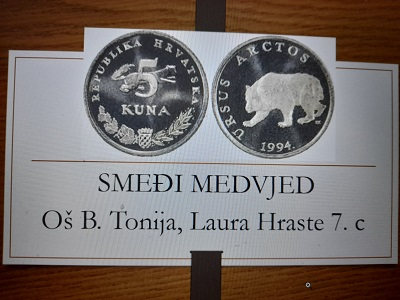 REPUBLIKA HRVATSKA
5
KUNA
URSUS ARCTOS
1994.
SMEĐI MEDVJED
Oš B. Tonija, Laura Hraste 7. c